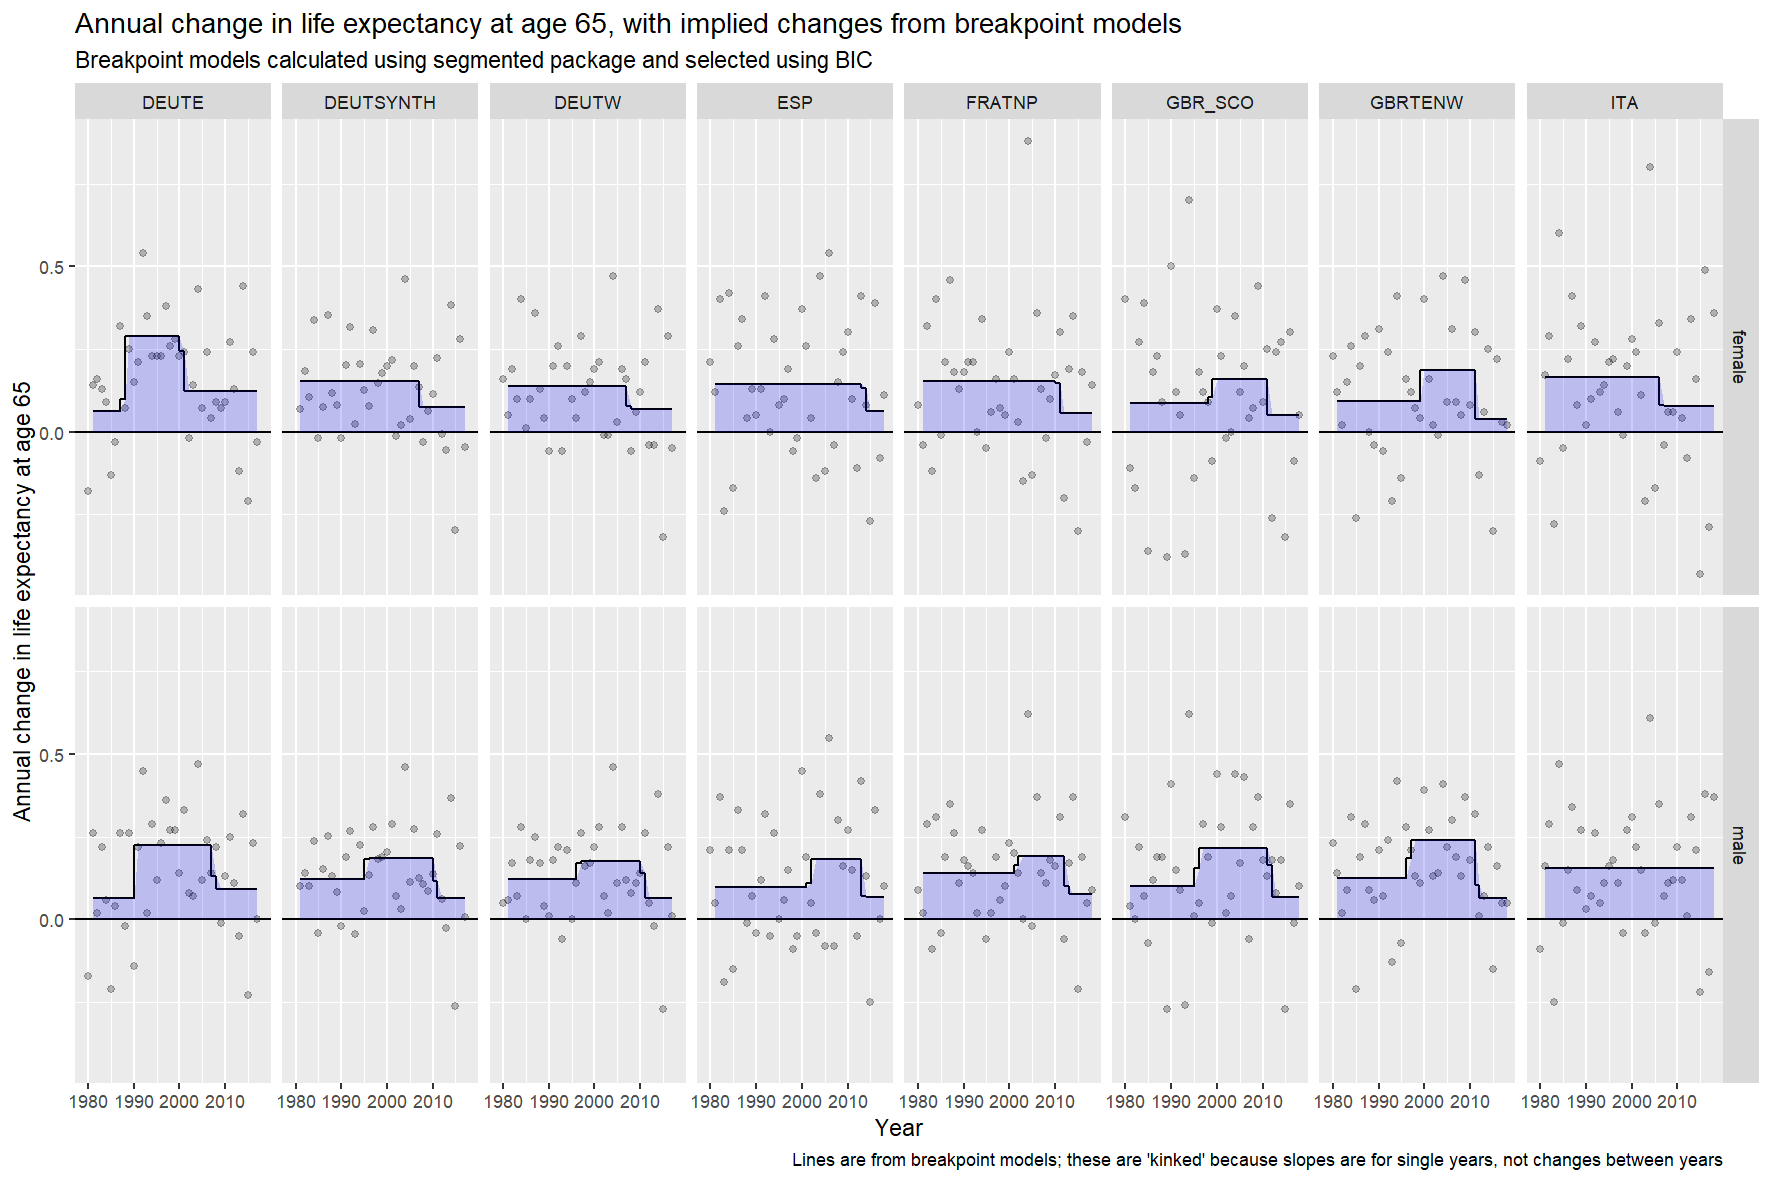 Annual change in life expectancy at age 65, with implied changes from breakpoint models
Breakpoint models calculated using segmented package and selected using BIC
DEUTE DEUTSYNTH DEUTW ESP FRATNP GBR_SCO GBRTENW ITA
Annual change in life expectancy at age 65
0.5
0.0
female
0.5
0.0
male
1980 1990 2000 2010 1980 1990 2000 2010 1980 1990 2000 2010 1980 1990 2000 2010 1980 1990 2000 2010 1980 1990 2000 2010 1980 1990 2000 2010 1980 1990 2000 2010
Year
Lines are from breakpoint models; these are 'kinked' because slopes are for single years, not changes between years